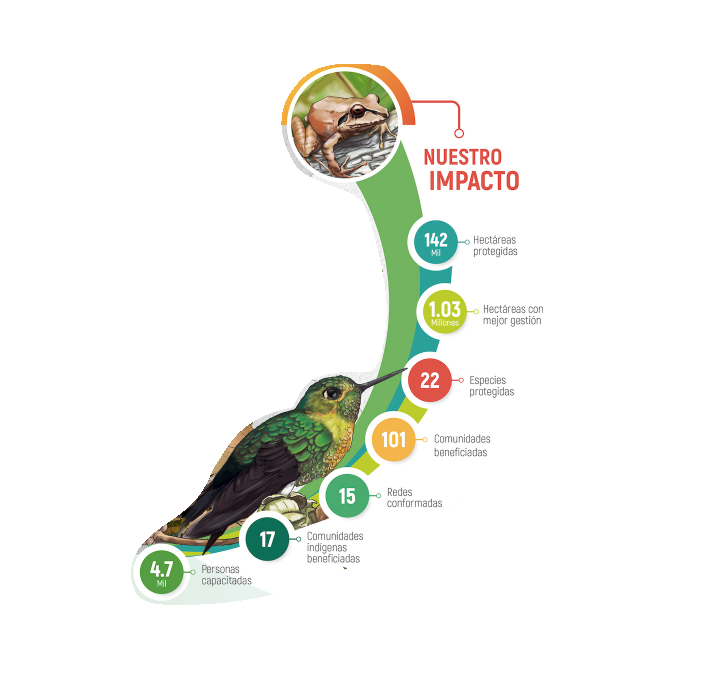 NUESTRO
IMPACTO
142
Mil
Hectáreas
protegidas
1.03
Millones
Hectáreas con
mejor gestión
22
Especies
protegidas
101
Comunidades
beneficiadas
15
Redes
conformadas
17
Comunidades
indígenas
beneficiadas
4.7
Mil
Personas
capacitadas